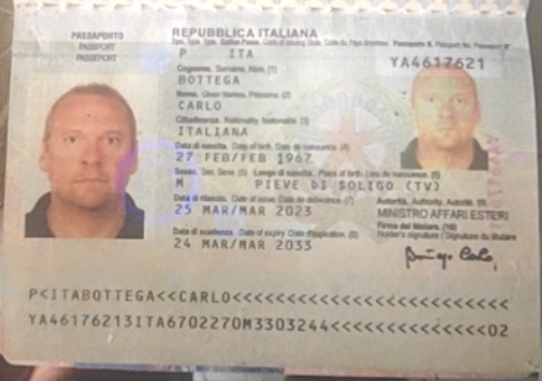 PASSAPORTO
PASSPORT
PASSEPORT
REPUBBLICA ITALIANA
P ITA
Passaporto N. Passport No. Passeport N°
YA4617621
Cognome. Surname. Nom. (1)
BOTTEGA
Nome. Given Names. Prénoms. (2)
CARLO
Cittadinanza. Nationality. Nationalité (3)
ITALIANA
Data di nascita. Date of birth. Date de naissance. (4)
27 FEB/FEB 1967
Sesso. Sex. Sexe. (5) Luogo di nascita. Place of birth. Lieu de naissance. (6)
M PIEVE DI SOLIGO (TV)
Data di rilascio. Date of issue. Date de délivrance. (7)
Autorità. Authority. Autorité. (9)
25 MAR/MAR 2023
MINISTRO AFFARI ESTERI
Data di scadenza. Date of expiry. Date d'expiration. (8)
Firma del titolare. (10)
Holder's signature / Signature du titulaire
24 MAR/MAR 2033
P<ITABOTTEGA<<CARLO<<<<<<<<<<<<<<<<<<<<<<<<<
YA46176213ITA6702270M3303244<<<<<<<<<<<<<<02